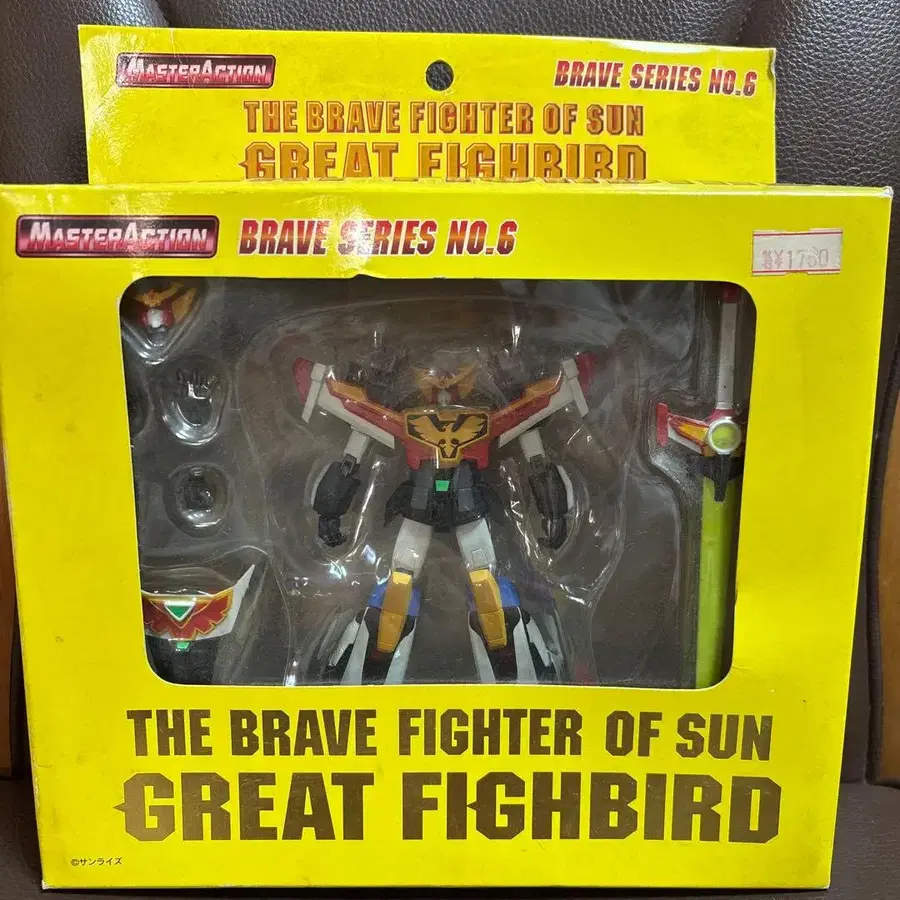 MASTERACTION
BRAVE SERIES NO.6
THE BRAVE FIGHTER OF SUN
GREAT FIGHBIRD
MASTERACTION
BRAVE SERIES NO.6
¥1760
THE BRAVE FIGHTER OF SUN
GREAT FIGHBIRD
©サンライズ